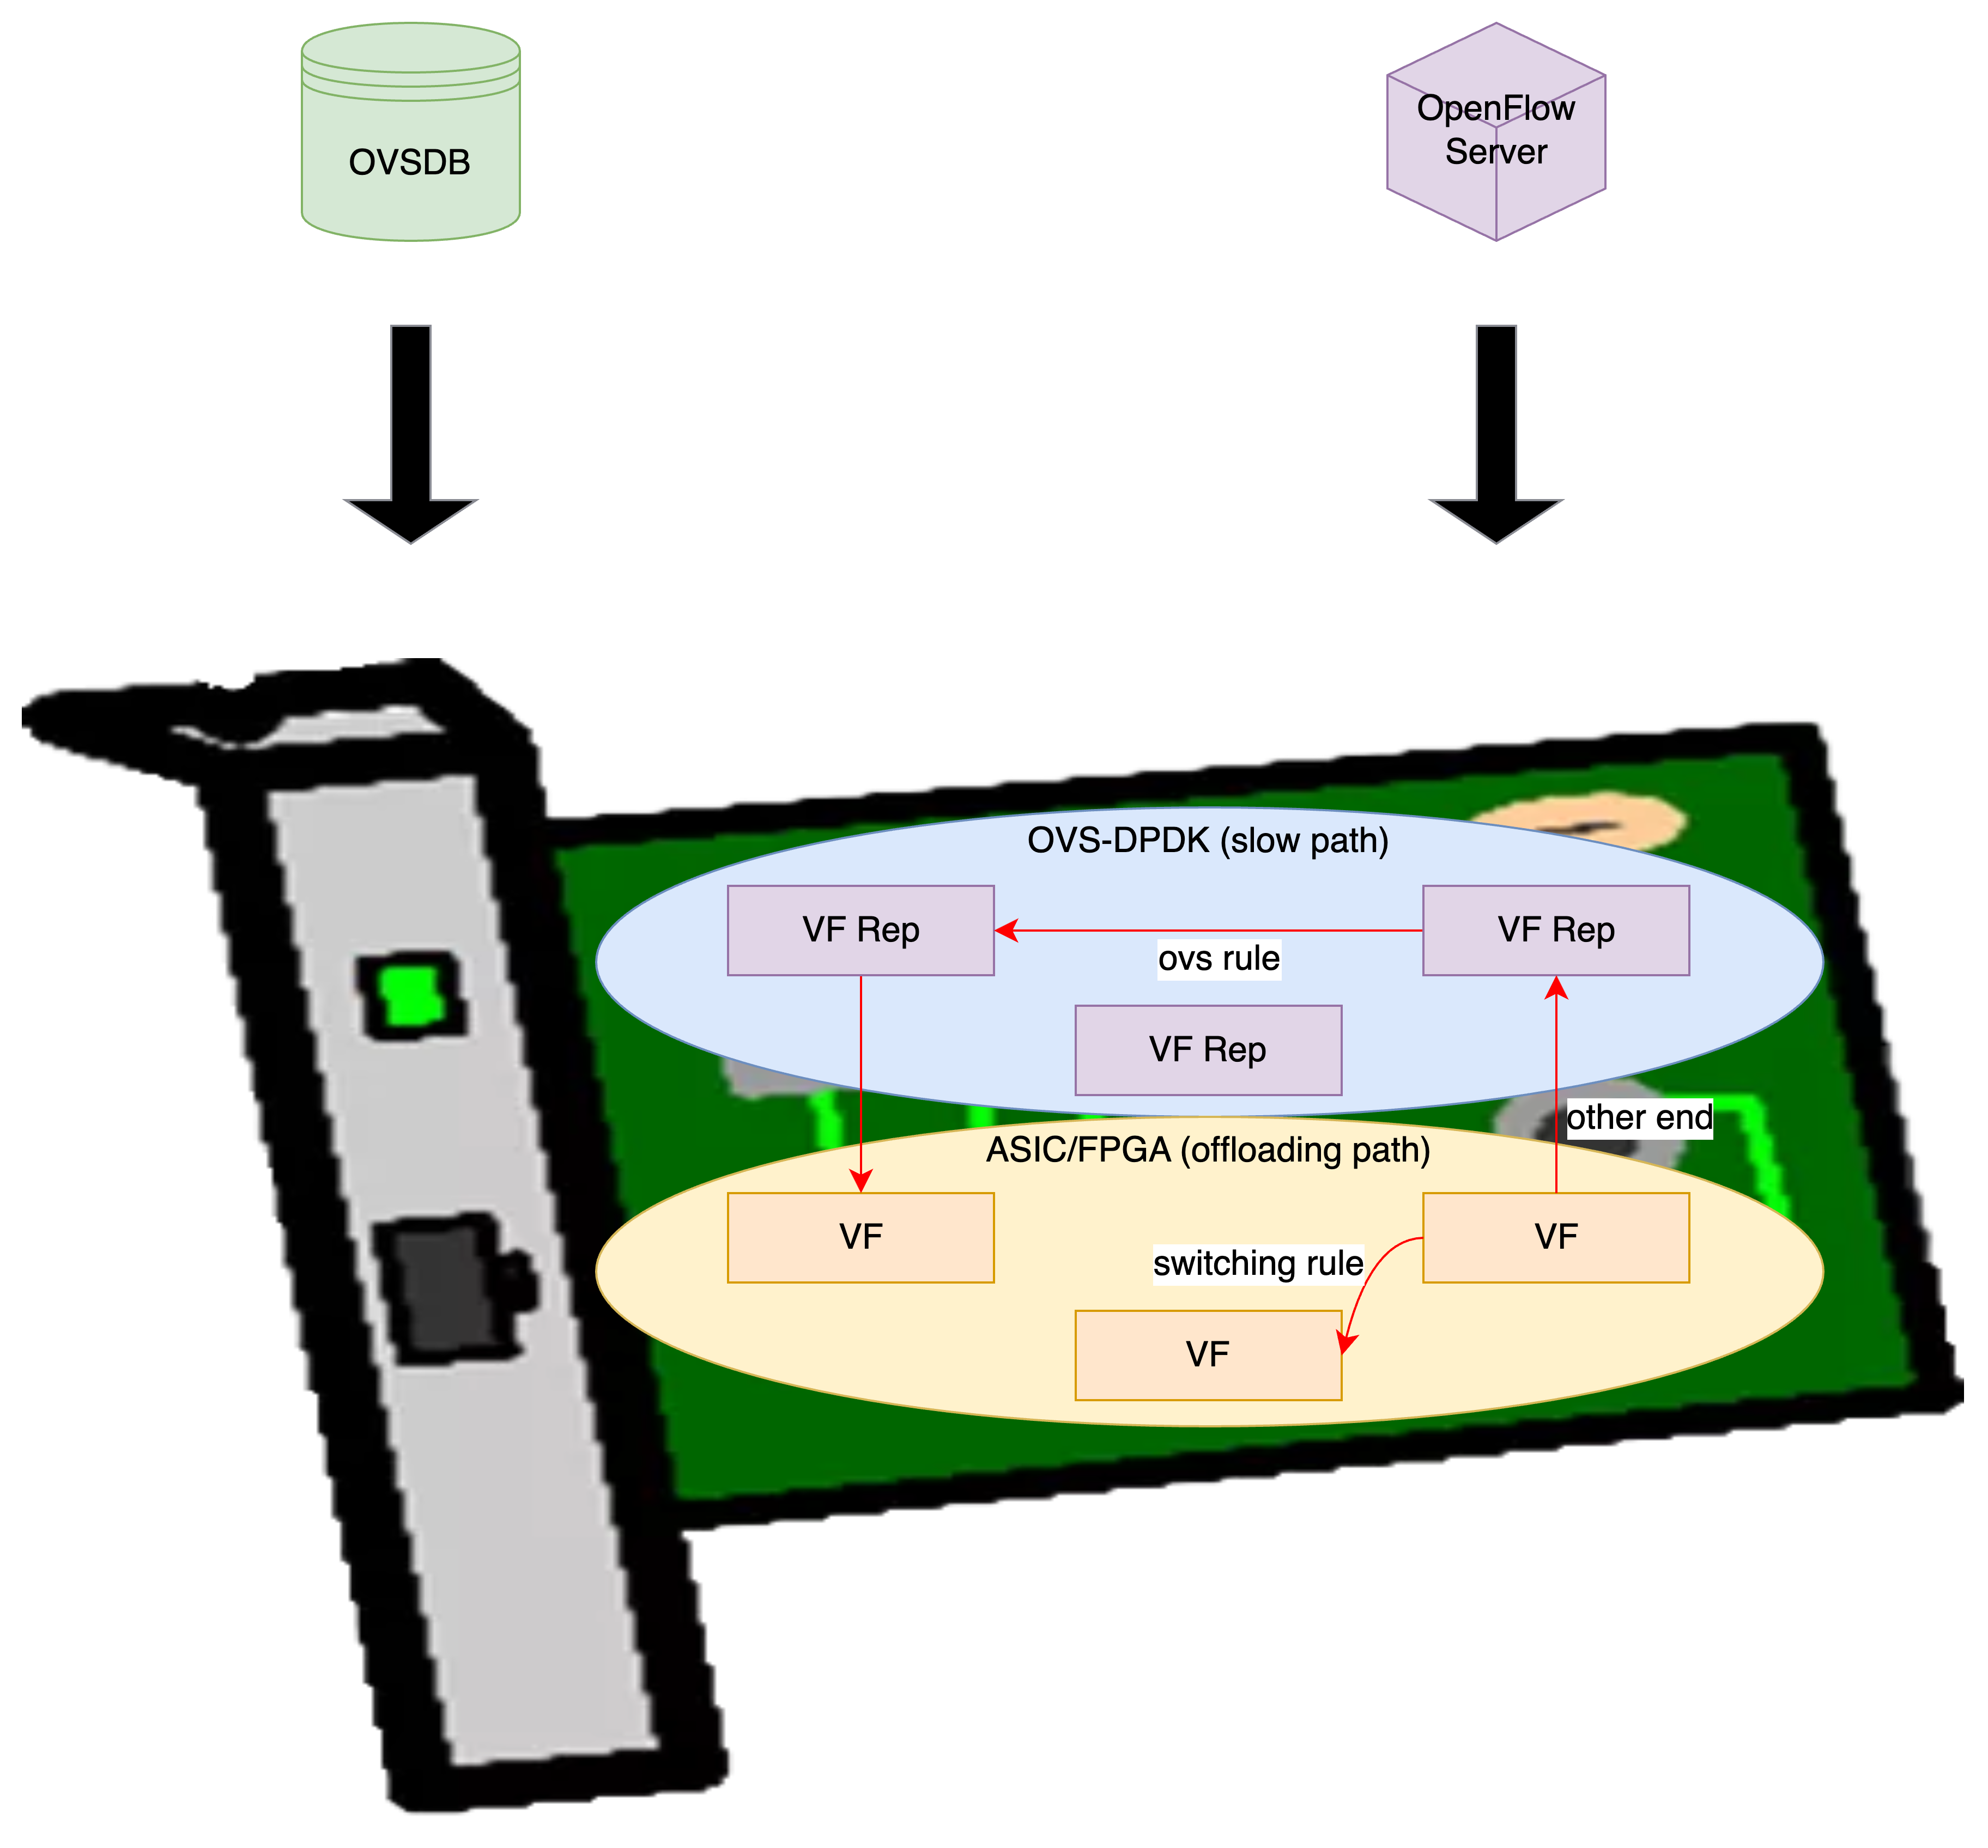 OVSDB
OpenFlow
Server
OVS-DPDK (slow path)
VF Rep
VF Rep
ovs rule
VF Rep
other end
ASIC/FPGA (offloading path)
VF
VF
switching rule
VF